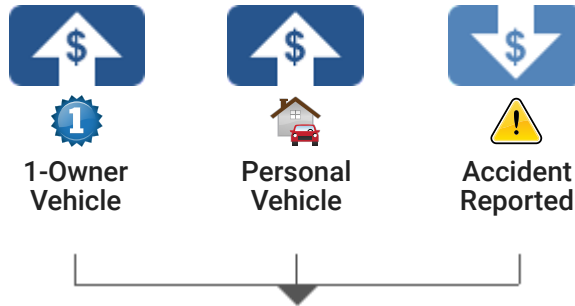 $ $ $
1
1-Owner Vehicle
Personal Vehicle
! Accident Reported